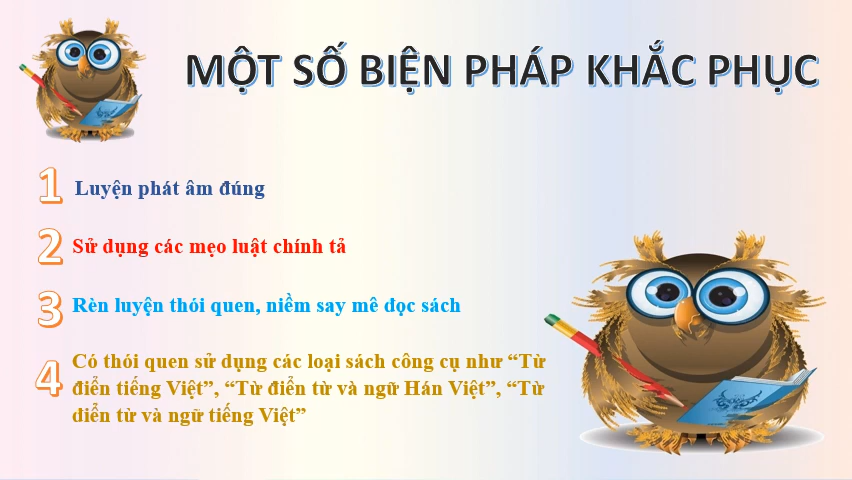 MỘT SỐ BIỆN PHÁP KHẮC PHỤC
1 Luyện phát âm đúng
2 Sử dụng các mẹo luật chính tả
3 Rèn luyện thói quen, niềm say mê đọc sách
4 Có thói quen sử dụng các loại sách công cụ như “Từ
điển tiếng Việt”, “Từ điển từ và ngữ Hán Việt”, “Từ
điển từ và ngữ tiếng Việt”